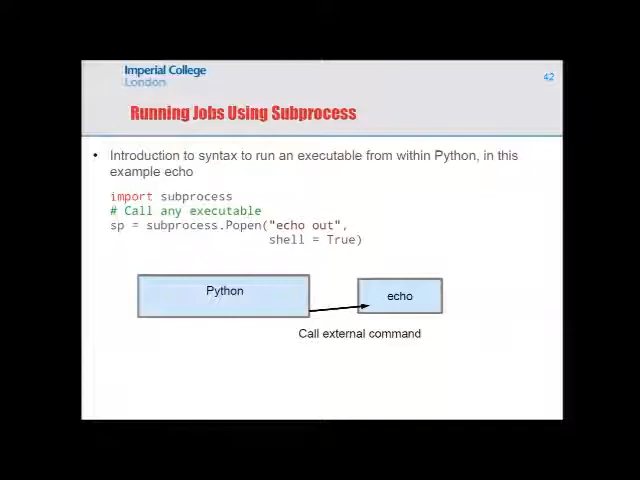 Imperial College
London
42
Running Jobs Using Subprocess
• Introduction to syntax to run an executable from within Python, in this
example echo
import subprocess
# Call any executable
sp = subprocess.Popen("echo out",
shell = True)
Python
echo
Call external command